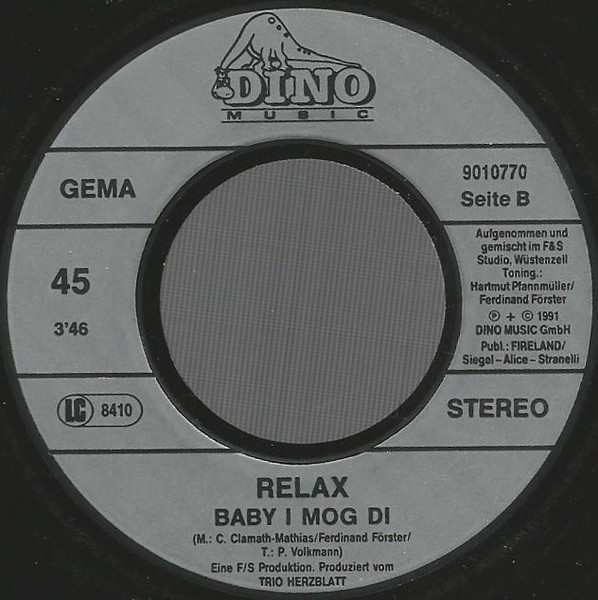 DINO
MUSIC
GEMA
9010770
Seite B
45
3'46
Aufgenommen und
gemischt im F&S
Studio, Wüstenzell
Toning.:
Hartmut Pfannmüller/
Ferdinand Förster
℗ + © 1991
DINO MUSIC GmbH
Publ.: FIRELAND/
Siegel-Alice-Stranelli
LC 8410
STEREO
RELAX
BABY I MOG DI
(M.: C. Clamath-Mathias/Ferdinand Förster/
T.: P. Volkmann)
Eine F/S Produktion. Produziert vom
TRIO HERZBLATT